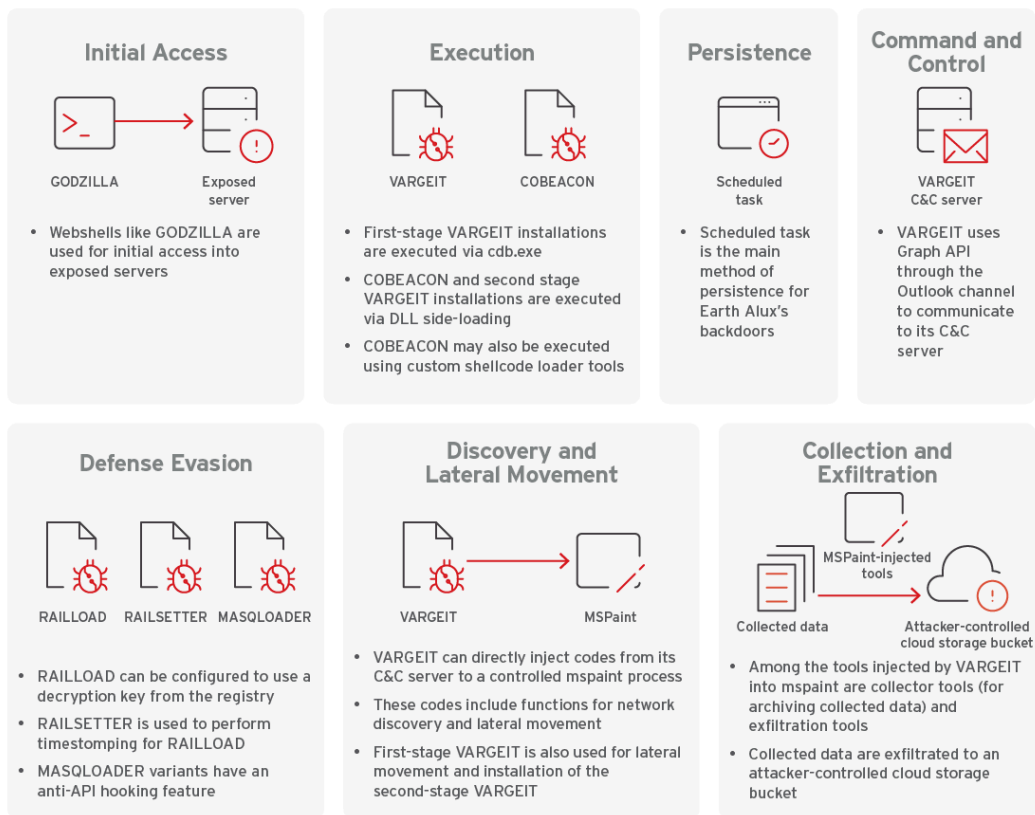 Initial Access
GODZILLA
Exposed
server
• Webshells like GODZILLA are
used for initial access into
exposed servers
Execution
VARGEIT
COBEACON
• First-stage VARGEIT installations
are executed via cdb.exe
• COBEACON and second stage
VARGEIT installations are executed
via DLL side-loading
• COBEACON may also be executed
using custom shellcode loader tools
Persistence
Scheduled
task
• Scheduled task
is the main
method of
persistence for
Earth Alux's
backdoors
Command and
Control
VARGEIT
C&C server
• VARGEIT uses
Graph API
through the
Outlook channel
to communicate
to its C&C
server
Defense Evasion
RAILLOAD
RAILSETTER
MASQLOADER
• RAILLOAD can be configured to use a
decryption key from the registry
• RAILSETTER is used to perform
timestomping for RAILLOAD
• MASQLOADER variants have an
anti-API hooking feature
Discovery and
Lateral Movement
VARGEIT
MSPaint
• VARGEIT can directly inject codes from its
C&C server to a controlled mspaint process
• These codes include functions for network
discovery and lateral movement
• First-stage VARGEIT is also used for lateral
movement and installation of the
second-stage VARGEIT
Collection and
Exfiltration
MSPaint-injected
tools
Collected data
Attacker-controlled
cloud storage bucket
• Among the tools injected by VARGEIT
into mspaint are collector tools (for
archiving collected data) and
exfiltration tools
• Collected data are exfiltrated to an
attacker-controlled cloud storage
bucket